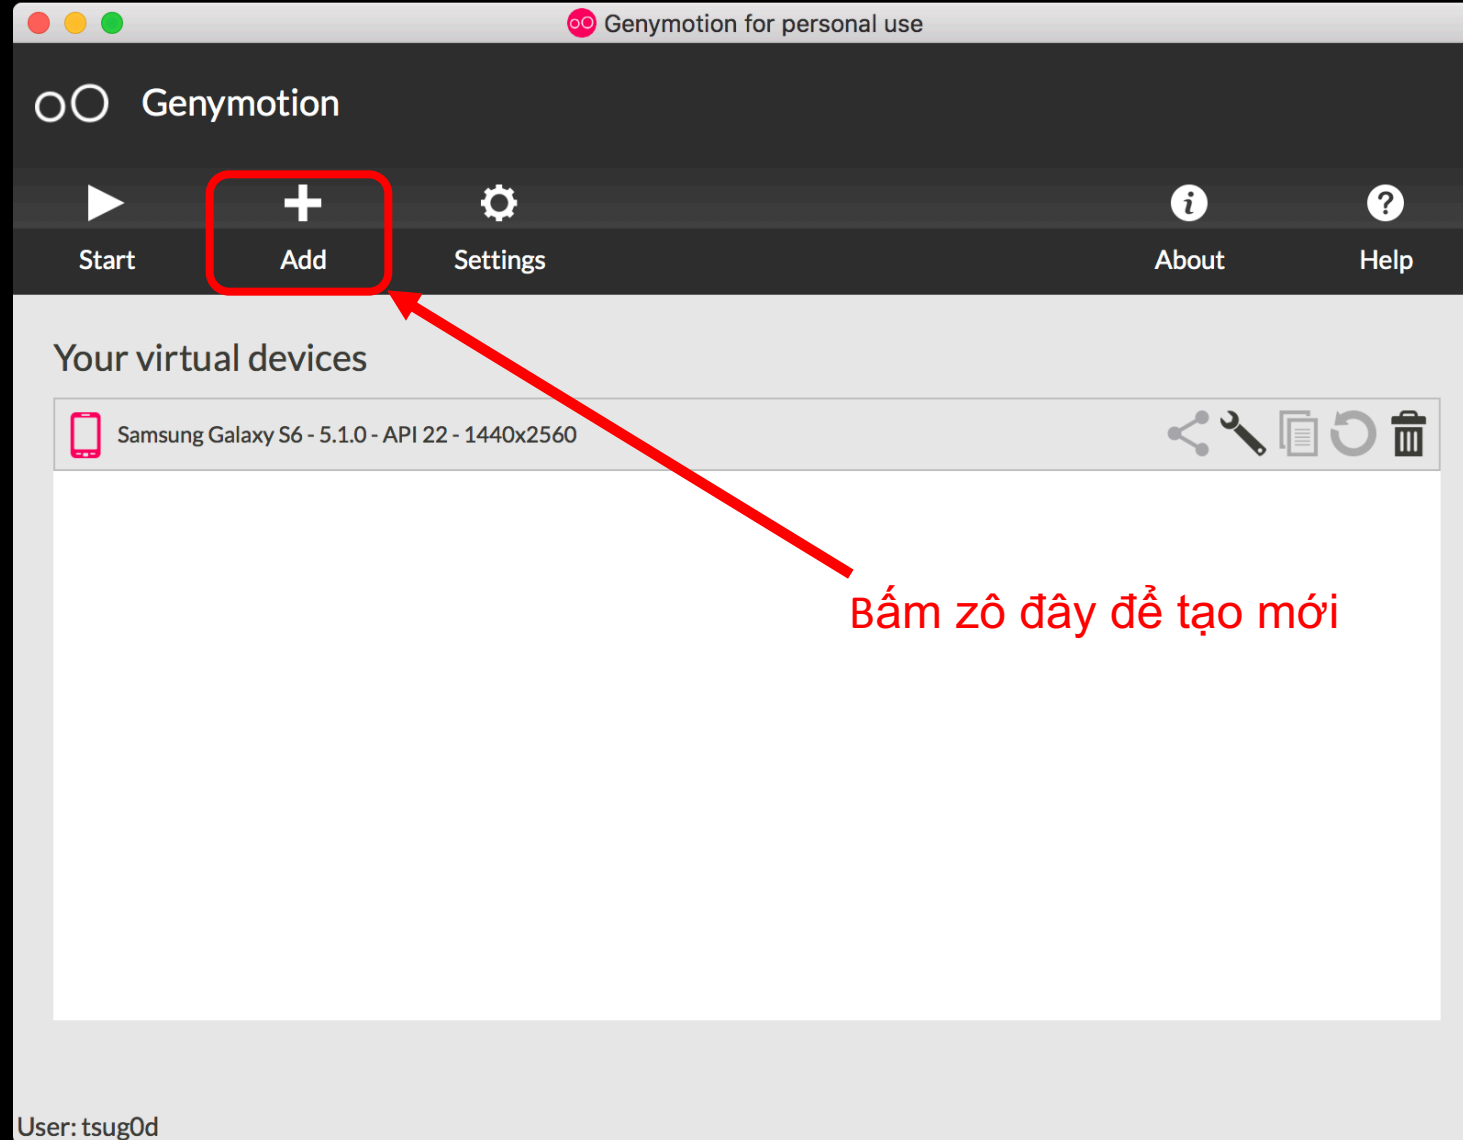 Genymotion for personal use
Genymotion
Start Add Settings About Help
Your virtual devices
Samsung Galaxy S6 - 5.1.0 - API 22 - 1440x2560
Bấm zô đây để tạo mới
User: tsug0d